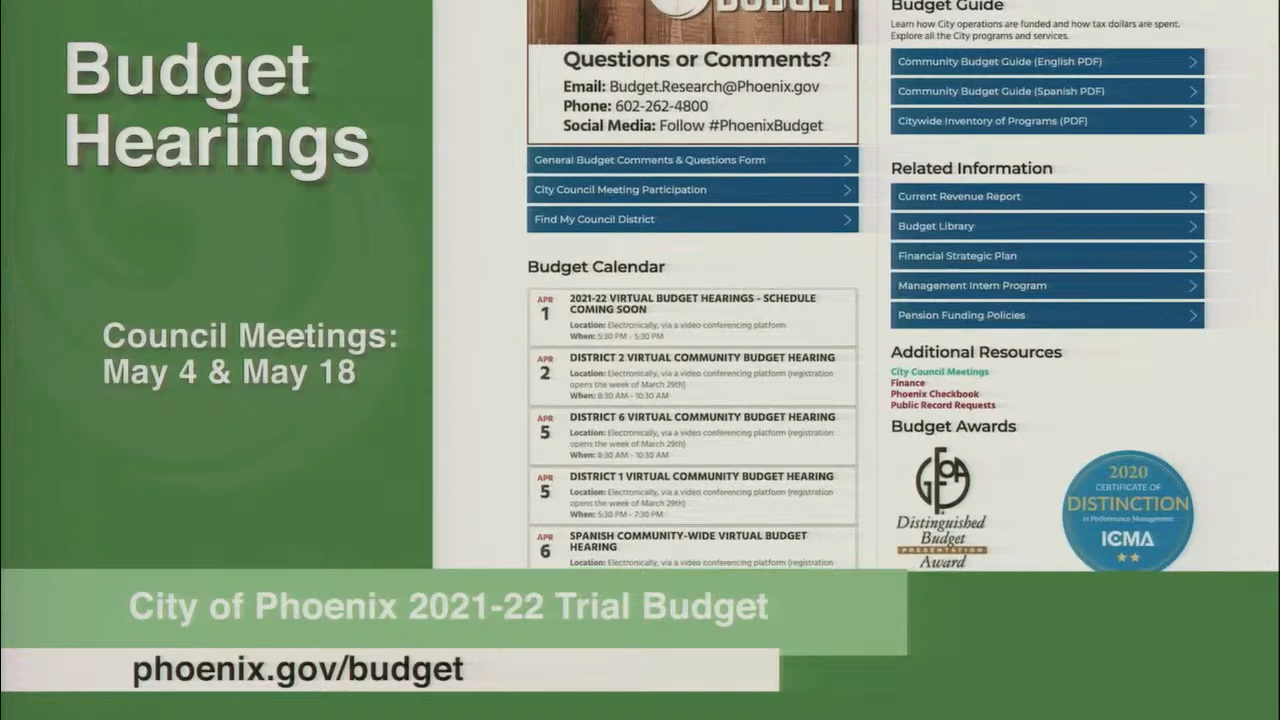 Budget
Hearings
Council Meetings:
May 4 & May 18
BUDGET
Questions or Comments?
Email: Budget.Research@Phoenix.gov
Phone: 602-262-4800
Social Media: Follow #PhoenixBudget
General Budget Comments & Questions Form
City Council Meeting Participation
Find My Council District
Budget Calendar
APR
1
2021-22 VIRTUAL BUDGET HEARINGS - SCHEDULE
COMING SOON
Location: Electronically, via a video conferencing platform
When: 5:30 PM - 5:30 PM
APR
2
DISTRICT 2 VIRTUAL COMMUNITY BUDGET HEARING
Location: Electronically, via a video conferencing platform (registration
opens the week of March 29th)
When: 8:30 AM - 10:30 AM
APR
5
DISTRICT 6 VIRTUAL COMMUNITY BUDGET HEARING
Location: Electronically, via a video conferencing platform (registration
opens the week of March 29th)
When: 8:30 AM - 10:30 AM
APR
5
DISTRICT 1 VIRTUAL COMMUNITY BUDGET HEARING
Location: Electronically, via a video conferencing platform (registration
opens the week of March 29th)
When: 5:30 PM - 7:30 PM
APR
6
SPANISH COMMUNITY-WIDE VIRTUAL BUDGET
HEARING
Location: Electronically, via a video conferencing platform (registration
Budget Guide
Learn how City operations are funded and how tax dollars are spent.
Explore all the City programs and services.
Community Budget Guide (English PDF)
Community Budget Guide (Spanish PDF)
Citywide Inventory of Programs (PDF)
Related Information
Current Revenue Report
Budget Library
Financial Strategic Plan
Management Intern Program
Pension Funding Policies
Additional Resources
City Council Meetings
Finance
Phoenix Checkbook
Public Record Requests
Budget Awards
GFOA
Distinguished
Budget
PRESENTATION
Award
2020
CERTIFICATE OF
DISTINCTION
in Performance Management
ICMA
City of Phoenix 2021-22 Trial Budget
phoenix.gov/budget